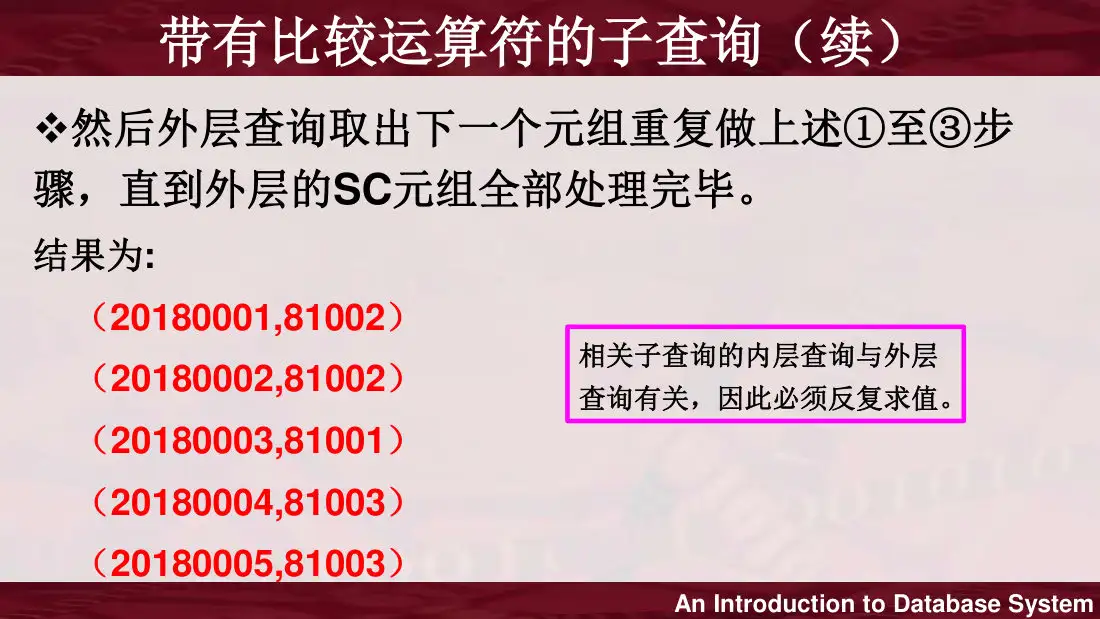 带有比较运算符的子查询（续）
❖然后外层查询取出下一个元组重复做上述①至③步
骤，直到外层的SC元组全部处理完毕。
结果为:
（20180001,81002）
（20180002,81002）
（20180003,81001）
（20180004,81003）
（20180005,81003）
相关子查询的内层查询与外层
查询有关，因此必须反复求值。
An Introduction to Database System